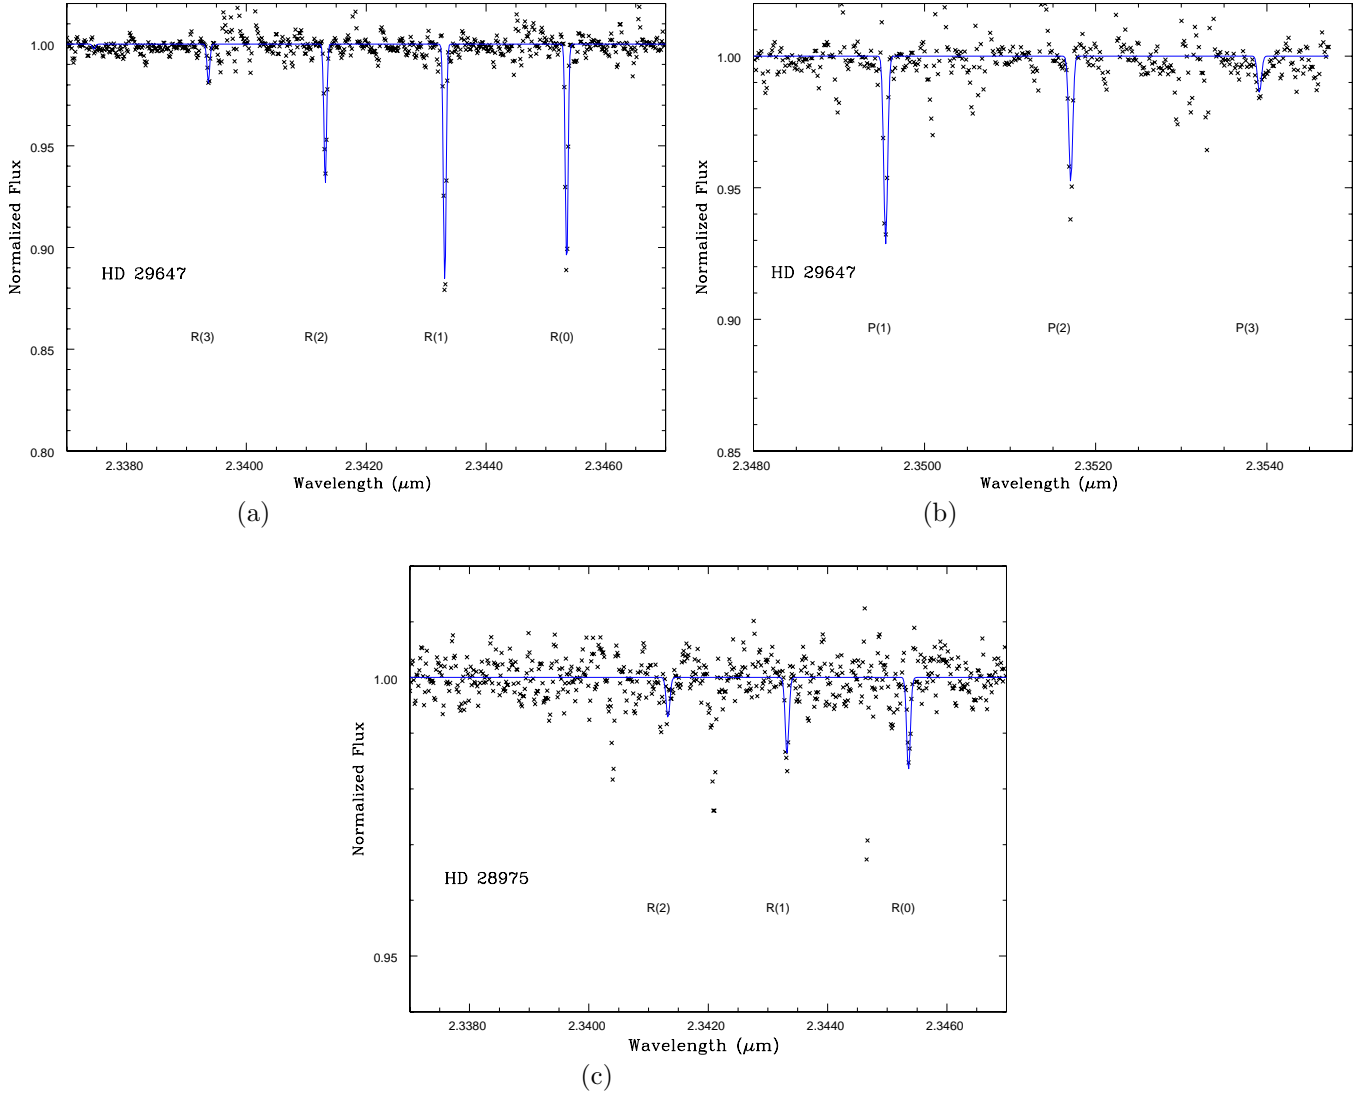 1.00
0.95
0.90
0.85
0.80
Normalized Flux
HD 29647
R(3) R(2) R(1) R(0)
2.3380 2.3400 2.3420 2.3440 2.3460
Wavelength (μm)
(a)
1.00
0.95
0.90
0.85
Normalized Flux
HD 29647
P(1) P(2) P(3)
2.3480 2.3500 2.3520 2.3540
Wavelength (μm)
(b)
1.00
0.95
Normalized Flux
HD 28975
R(2) R(1) R(0)
2.3380 2.3400 2.3420 2.3440 2.3460
Wavelength (μm)
(c)